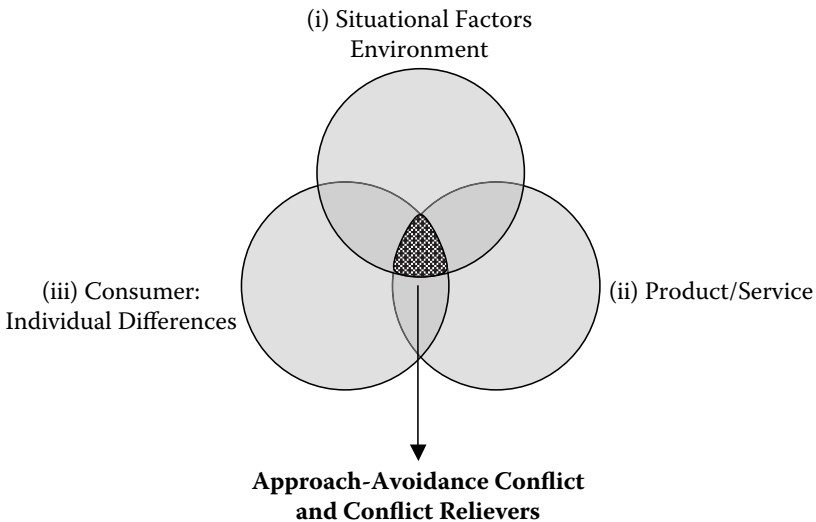 (i) Situational Factors
Environment
(iii) Consumer:
Individual Differences
(ii) Product/Service
Approach-Avoidance Conflict
and Conflict Relievers